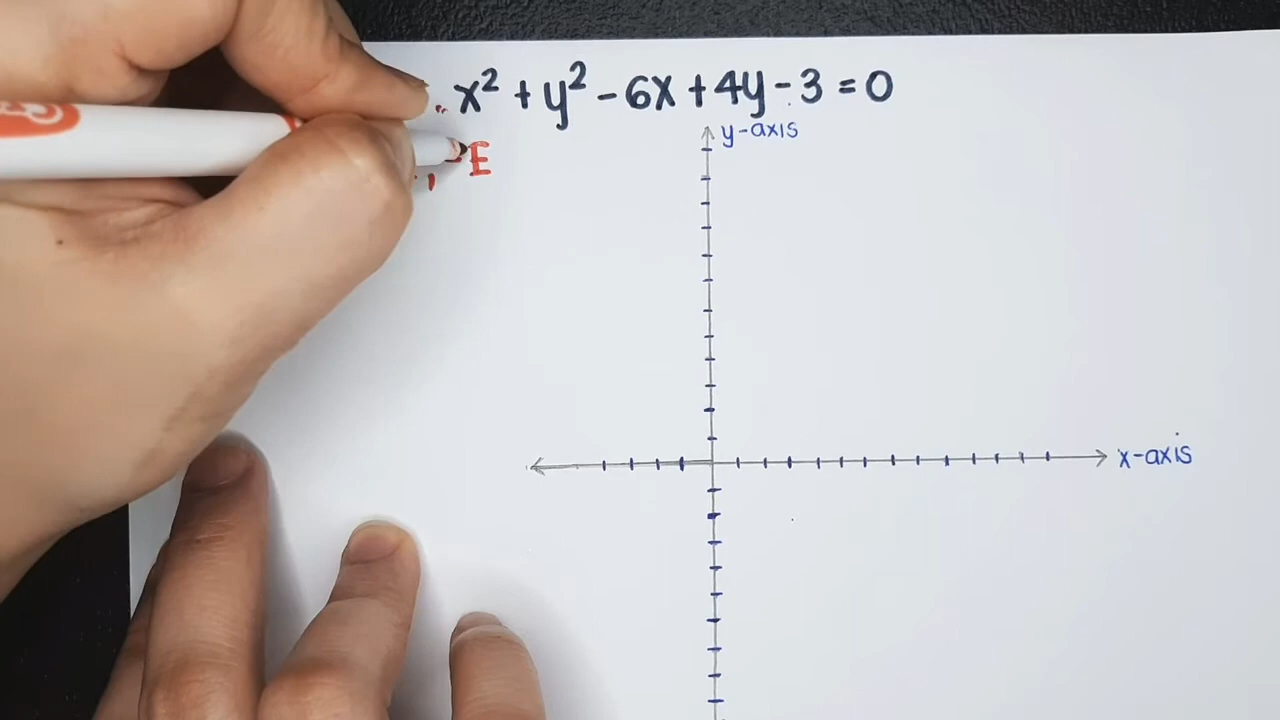 x² + y² - 6x + 4y - 3 = 0
y-axis
E
x-axis